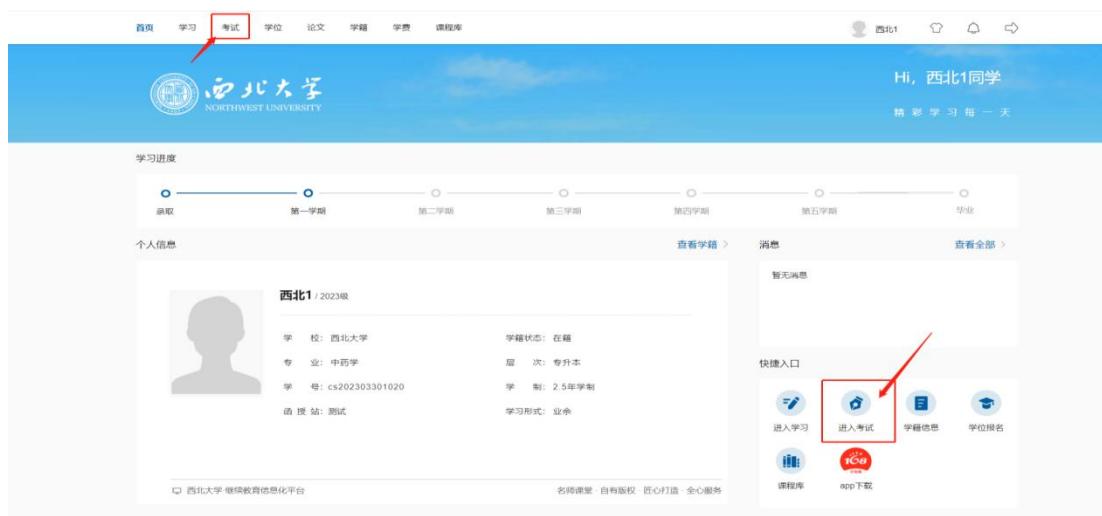 首页 学习 考试 学位 论文 学籍 学费 课程库 西北1
西北大学
NORTHWEST UNIVERSITY
Hi，西北1同学
精彩学习每一天
学习进度
录取 第一学期 第二学期 第三学期 第四学期 第五学期 毕业
个人信息 查看学籍 >
西北1 / 2023级
学 校：西北大学 学籍状态：在籍
专 业：中药学 层 次：专升本
学 号：cs202303301020 学 制：2.5年学制
函 授 站：测试 学习形式：业余
西北大学·继续教育信息化平台 名师课堂 · 自有版权 · 匠心打造 · 全心服务
消息 查看全部 >
暂无消息
快捷入口
进入学习 进入考试 学籍信息 学位报名
168
课程库 app下载